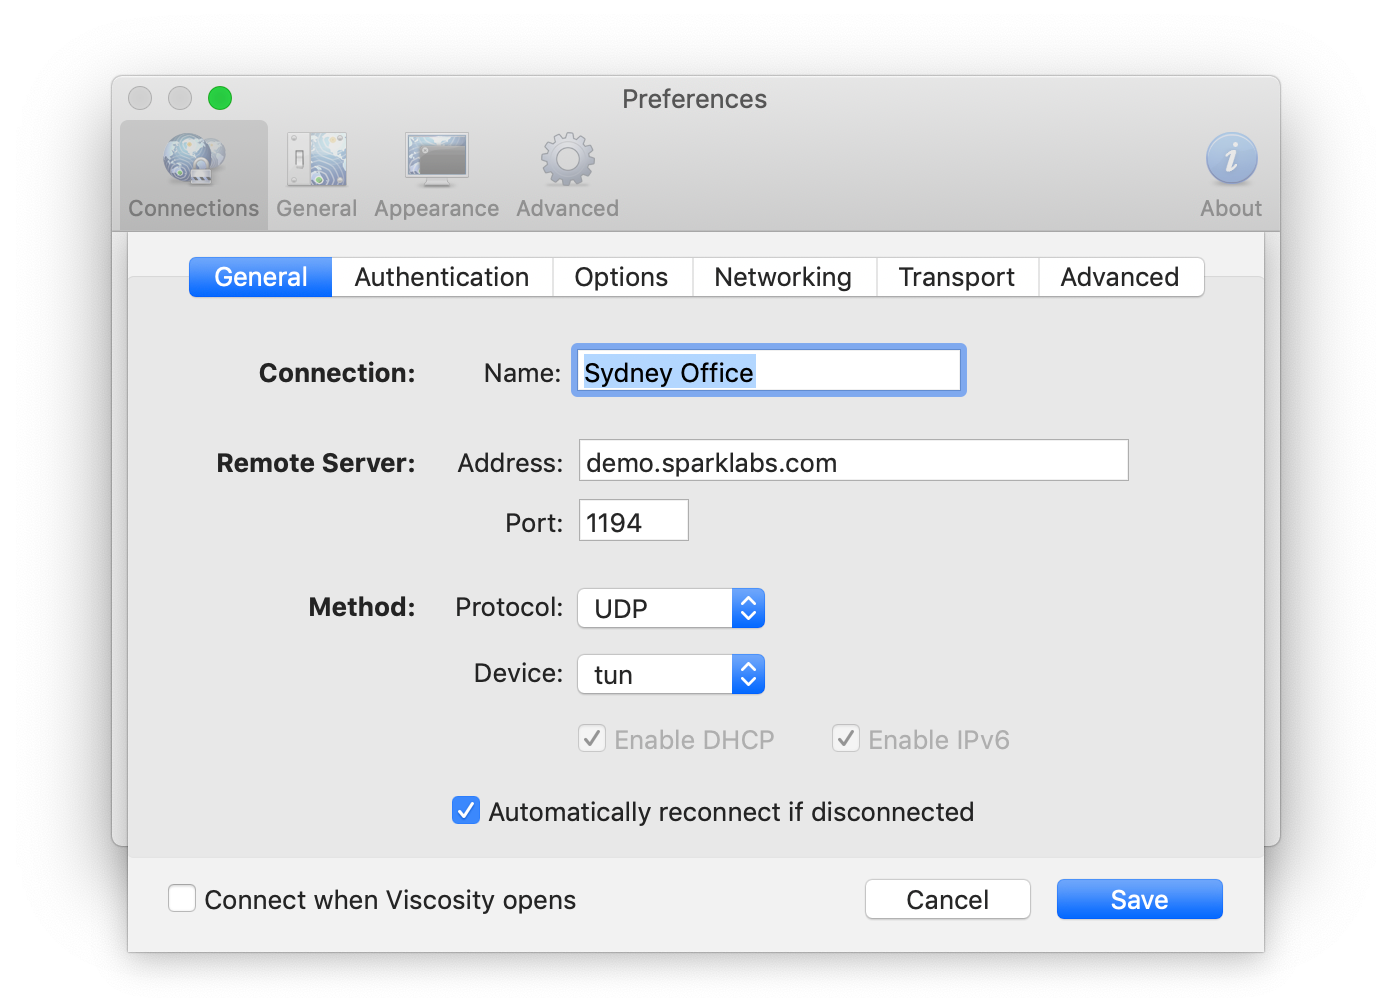 Preferences
Connections General Appearance Advanced About
General Authentication Options Networking Transport Advanced
Connection: Name: Sydney Office
Remote Server: Address: demo.sparklabs.com
Port: 1194
Method: Protocol: UDP
Device: tun
Enable DHCP Enable IPv6
Automatically reconnect if disconnected
Connect when Viscosity opens Cancel Save